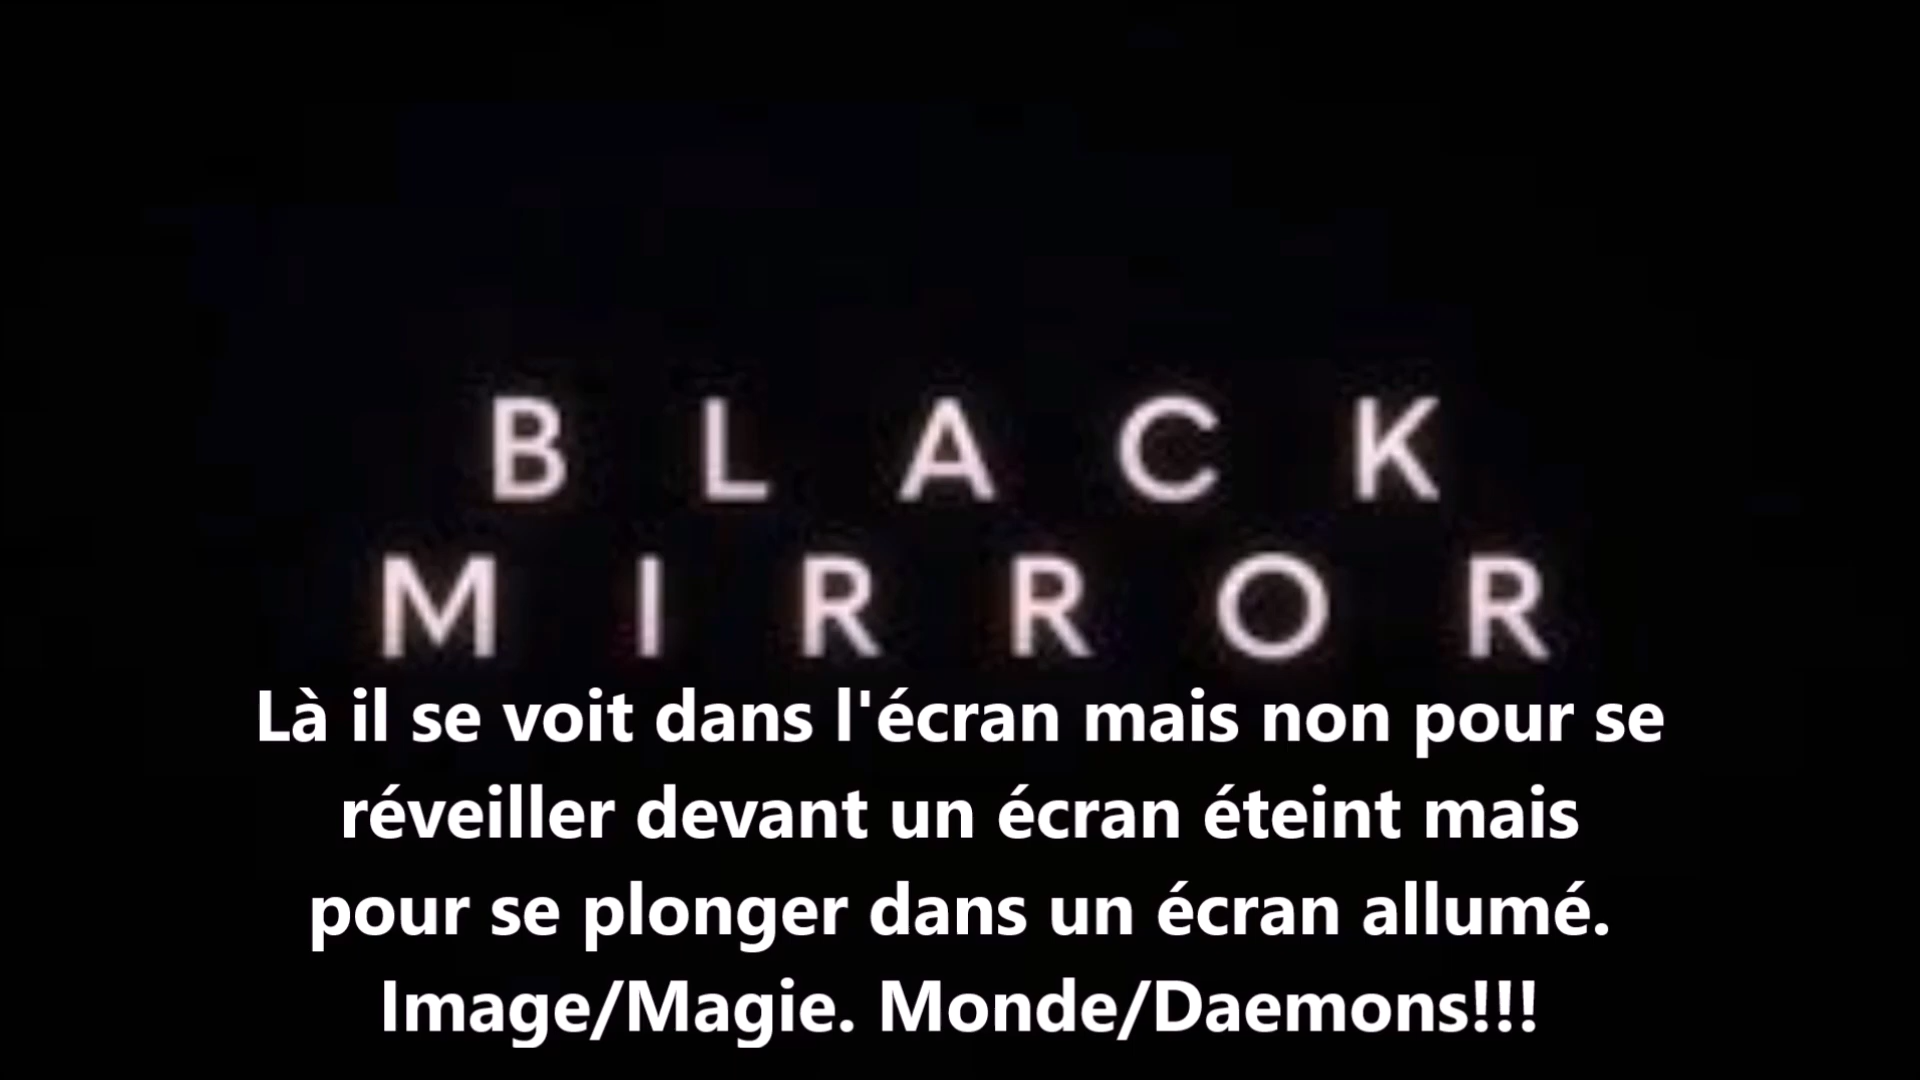 BLACK
MIRROR
Là il se voit dans l'écran mais non pour se
réveiller devant un écran éteint mais
pour se plonger dans un écran allumé.
Image/Magie. Monde/Daemons!!!